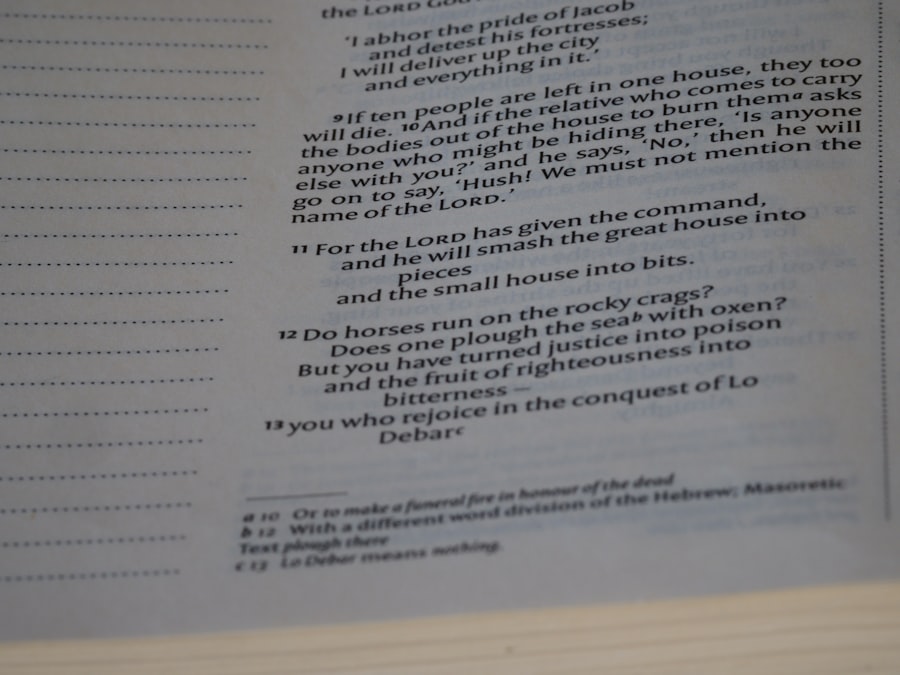 the LORD GOD
‘I abhor the pride of Jacob
and detest his fortresses;
I will deliver up the city
and everything in it.’
9 If ten people are left in one house, they too
will die. 10 And if the relative who comes to carry
the bodies out of the house to burn them a asks
anyone who might be hiding there, ‘Is anyone
else with you?’ and he says, ‘No,’ then he will
go on to say, ‘Hush! We must not mention the
name of the LORD.’
11 For the LORD has given the command,
and he will smash the great house into
pieces
and the small house into bits.
12 Do horses run on the rocky crags?
Does one plough the sea b with oxen?
But you have turned justice into poison
and the fruit of righteousness into
bitterness –
13 you who rejoice in the conquest of Lo
Debar c
a 10 Or to make a funeral fire in honour of the dead
b 12 With a different word division of the Hebrew; Masoretic
Text plough there
c 13 Lo Debar means nothing.